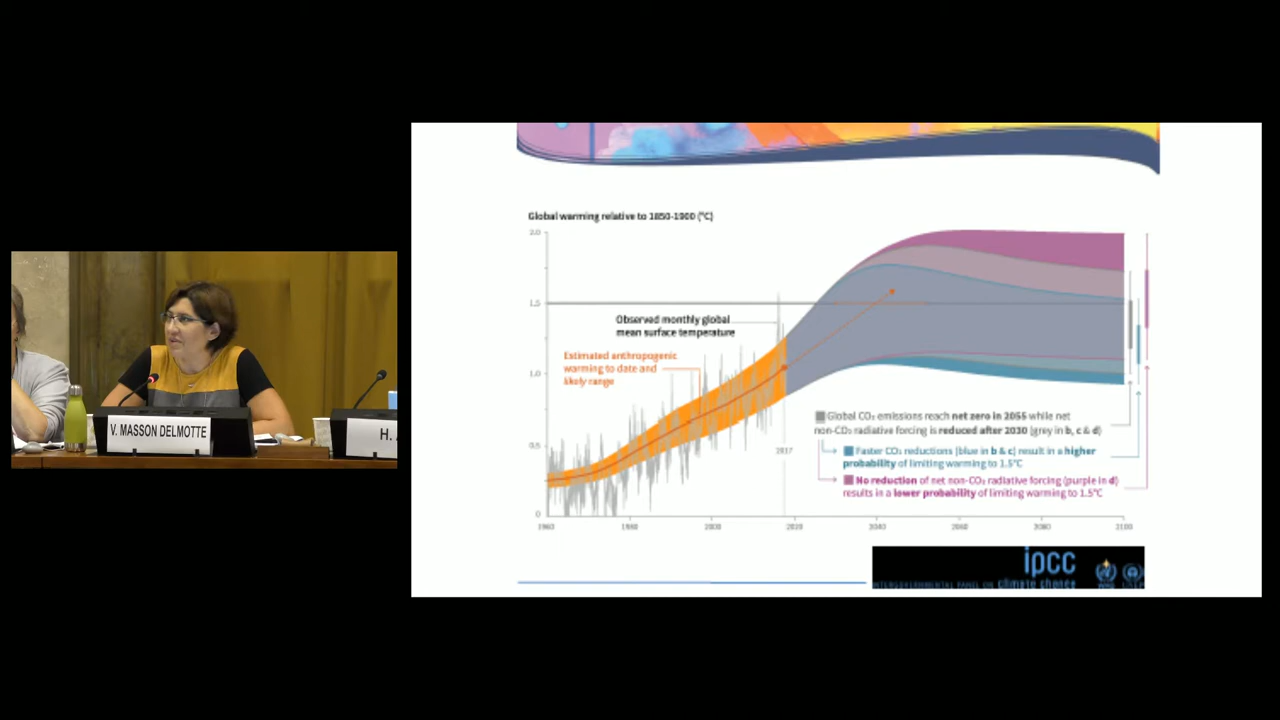 V. MASSON DELMOTTE
H.
Global warming relative to 1850-1900 (°C)
2.0
1.5
Observed monthly global
mean surface temperature
Estimated anthropogenic
warming to date and
likely range
1.0
Global CO₂ emissions reach net zero in 2055 while net
non-CO₂ radiative forcing is reduced after 2030 (grey in b, c & d)
0.5
2017
Faster CO₂ reductions (blue in b & c) result in a higher
probability of limiting warming to 1.5°C
No reduction of net non-CO₂ radiative forcing (purple in d)
results in a lower probability of limiting warming to 1.5°C
0
1960 1980 2000 2020 2040 2060 2080 2100
ipcc
INTERGOVERNMENTAL PANEL ON climate change